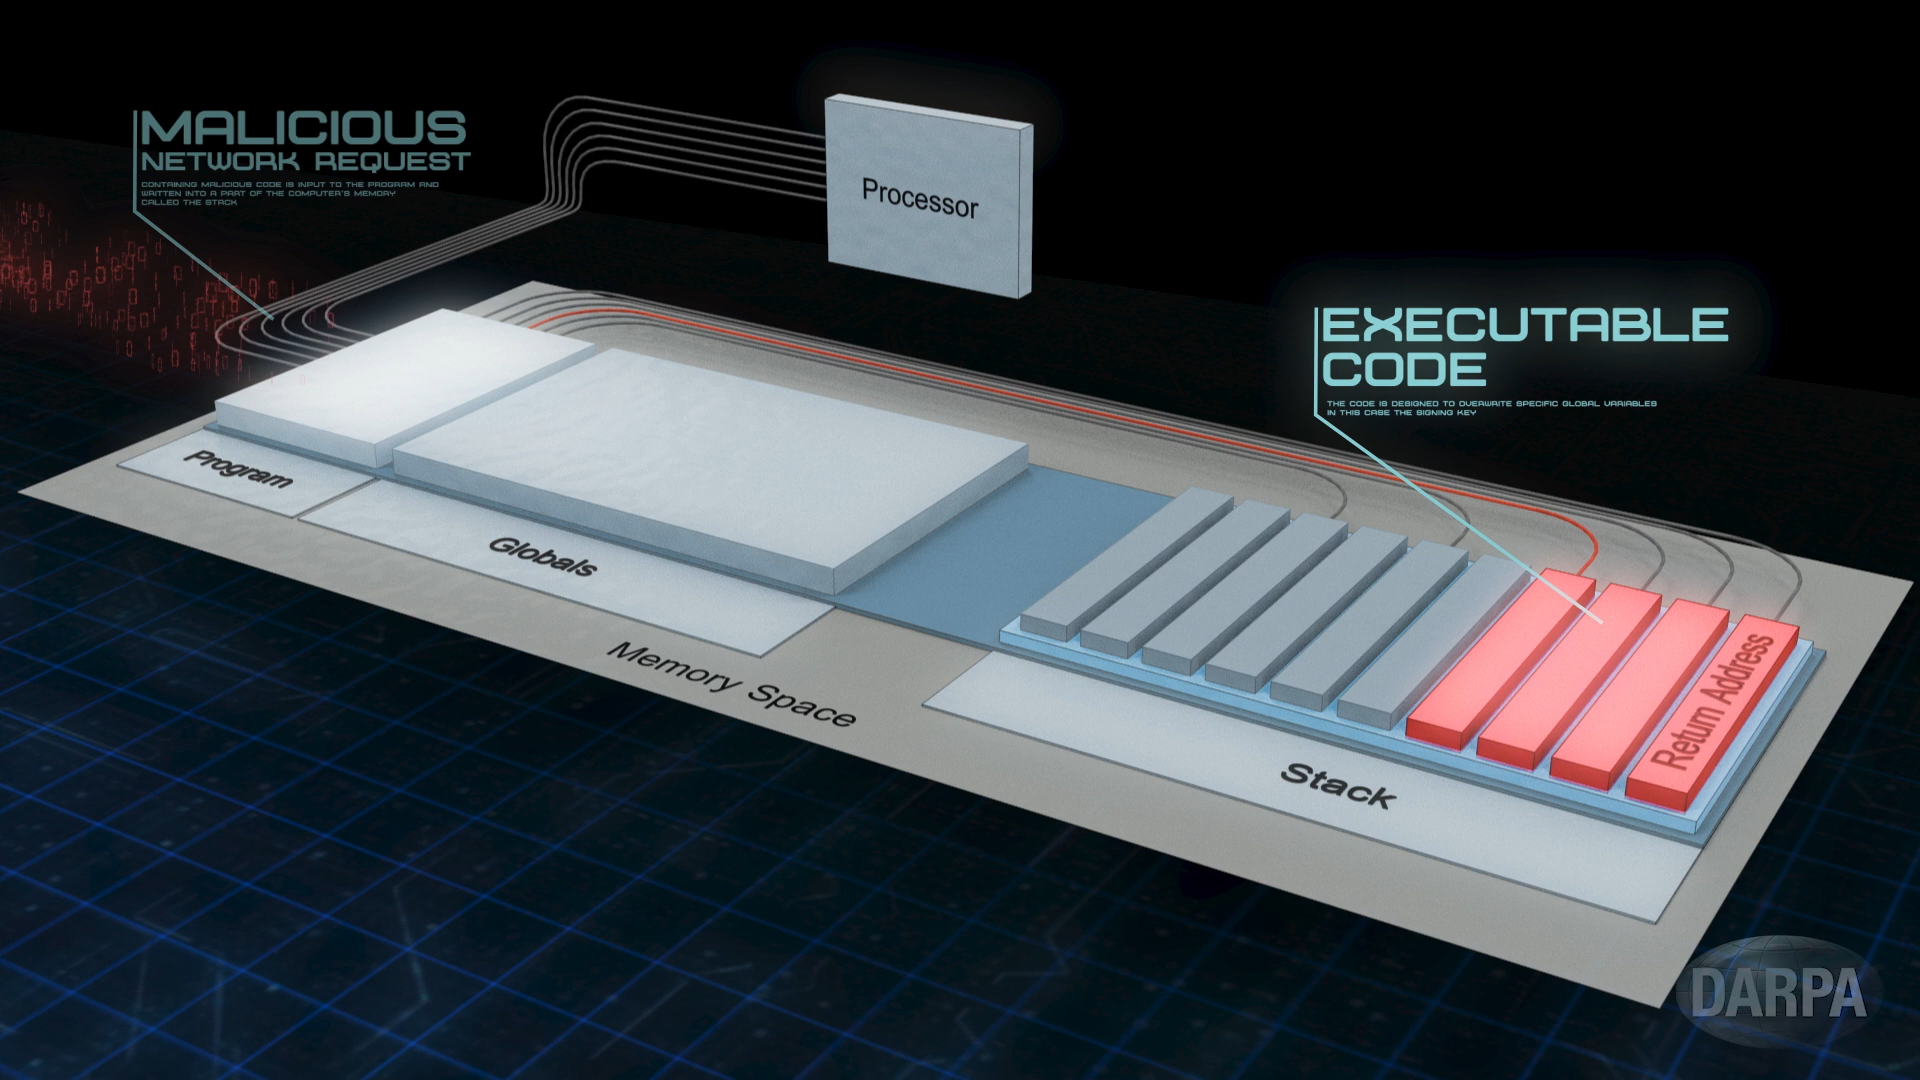 MALICIOUS
NETWORK REQUEST
CONTAINING MALICIOUS CODE IS INPUT TO THE PROGRAM AND
WRITTEN INTO A PART OF THE COMPUTER'S MEMORY
CALLED THE STACK
Processor
EXECUTABLE
CODE
THE CODE IS DESIGNED TO OVERWRITE SPECIFIC GLOBAL VARIABLES
IN THIS CASE THE SIGNING KEY
Program
Globals
Memory Space
Stack
Return Address
DARPA